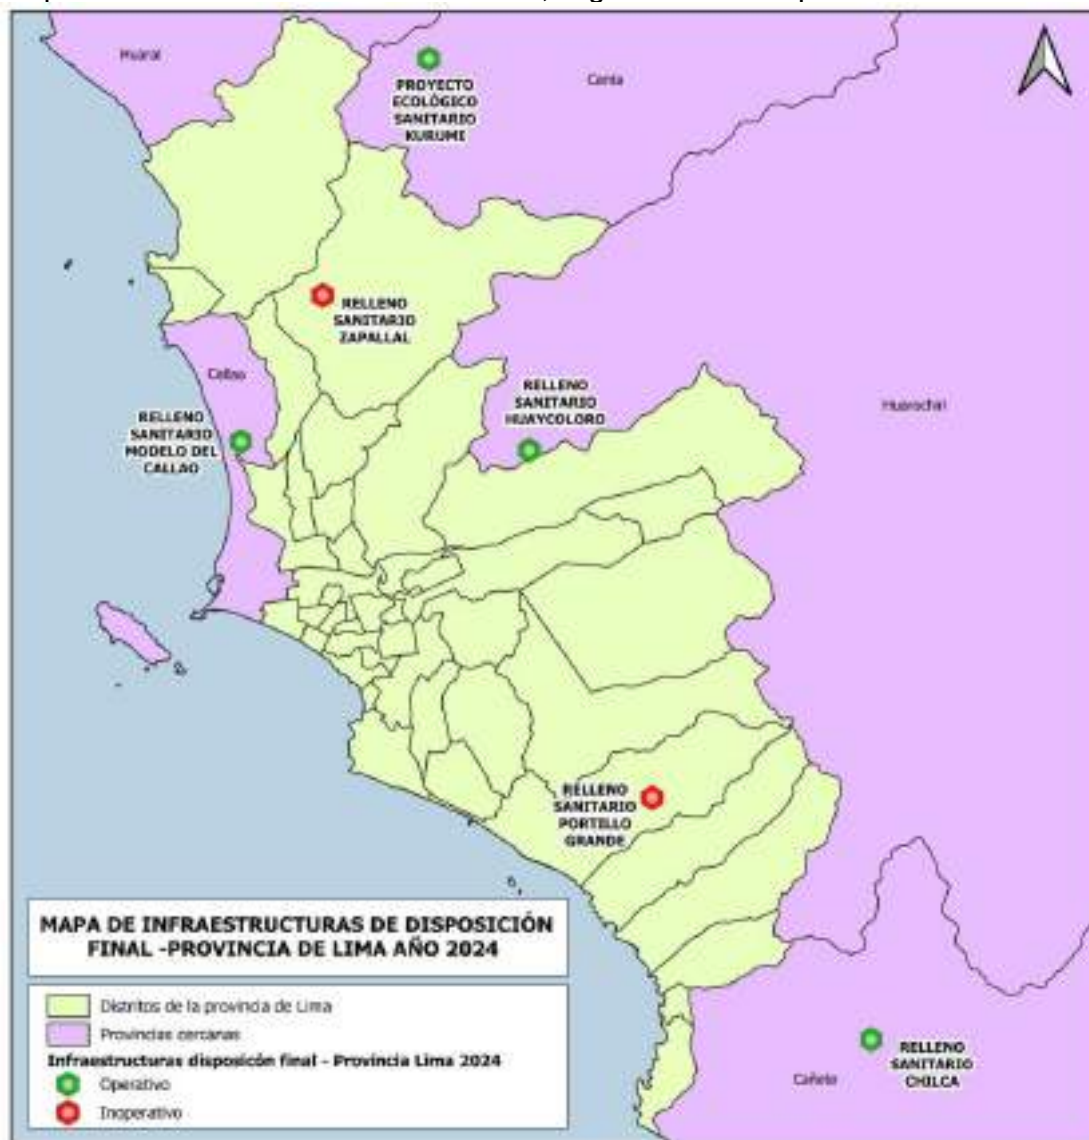 Huaral
PROYECTO
ECOLÓGICO
SANITARIO
KURUMI
Canta
RELLENO
SANITARIO
ZAPALLAL
Callao
RELLENO
SANITARIO
HUAYCOLORO
Huarochirí
RELLENO
SANITARIO
MODELO DEL
CALLAO
RELLENO
SANITARIO
PORTILLO
GRANDE
MAPA DE INFRAESTRUCTURAS DE DISPOSICIÓN
FINAL -PROVINCIA DE LIMA AÑO 2024
Distritos de la provincia de Lima
Provincias cercanas
Infraestructuras disposicón final - Provincia Lima 2024
Operativo
Inoperativo
RELLENO
SANITARIO
CHILCA
Cañete